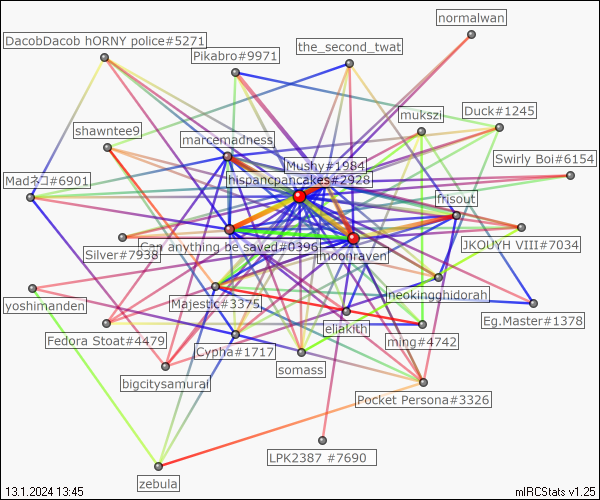 normalwan
DacobDacob hORNY police#5271
the_second_twat
Pikabro#9971
mukszi
Duck#1245
shawntee9
marcemadness
Swirly Boi#6154
Mushy#1984
Madネコ#6901
hispancpancakes#2928
frisout
Silver#7938
Can anything be saved#0396
JKOUYH VIII#7034
moonraven
yoshimanden
Majestic#3375
neokingghidorah
Eg.Master#1378
eliakith
Fedora Stoat#4479
Cypha#1717
ming#4742
somass
bigcitysamurai
Pocket Persona#3326
LPK2387 #7690
zebula
13.1.2024 13:45
mIRCStats v1.25